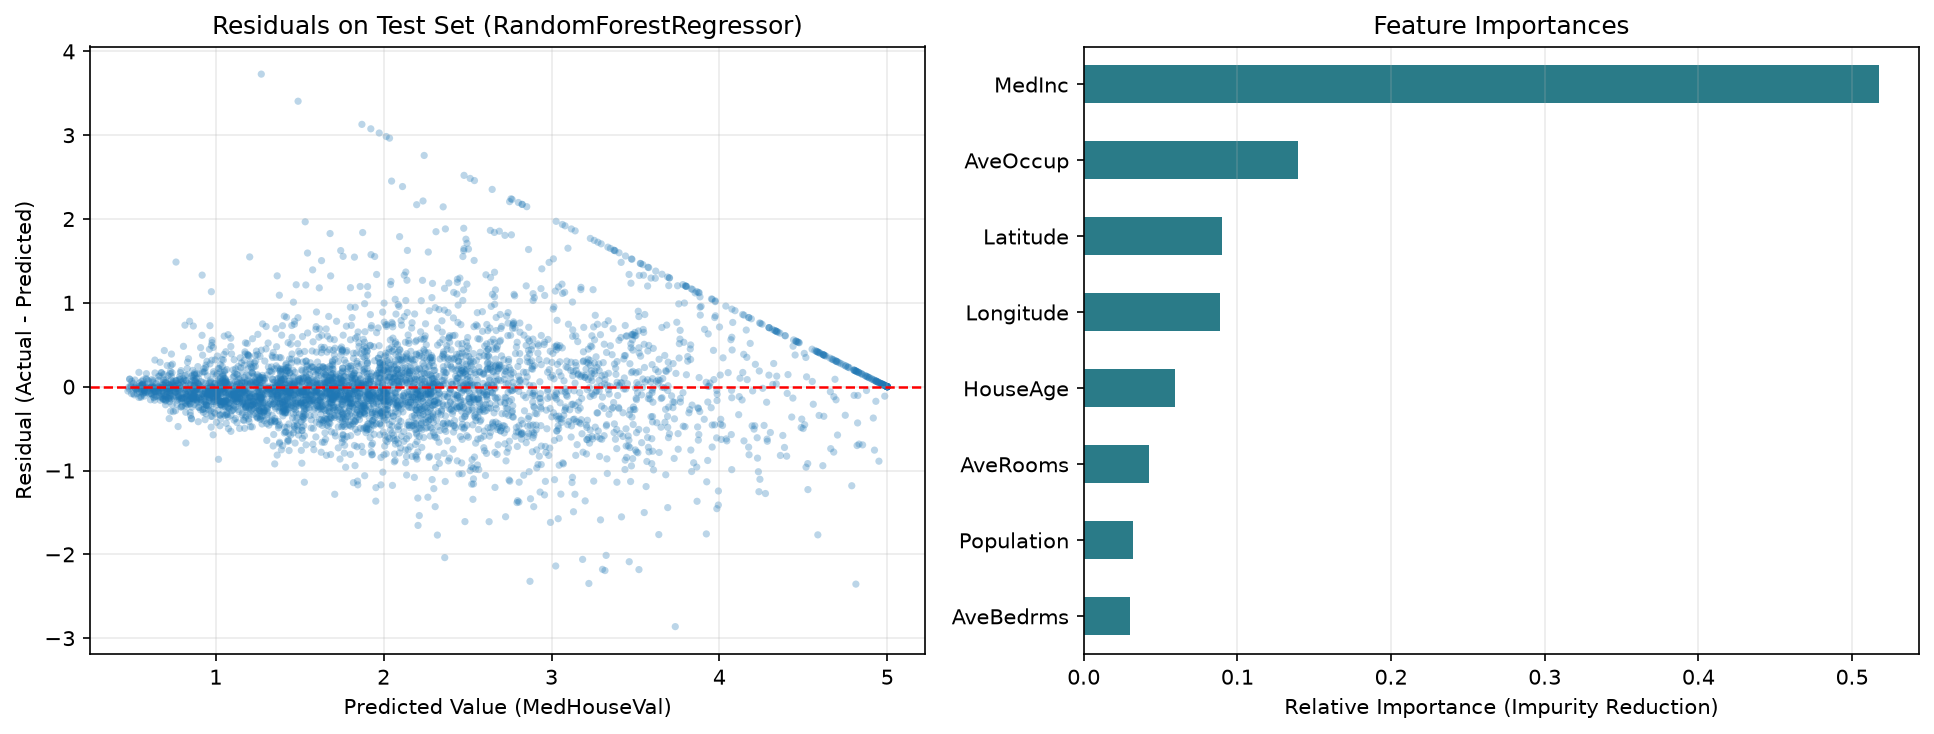 Residuals on Test Set (RandomForestRegressor)
4
3
2
1
0
−1
−2
−3
Residual (Actual - Predicted)
1 2 3 4 5
Predicted Value (MedHouseVal)
Feature Importances
MedInc
AveOccup
Latitude
Longitude
HouseAge
AveRooms
Population
AveBedrms
0.0 0.1 0.2 0.3 0.4 0.5
Relative Importance (Impurity Reduction)